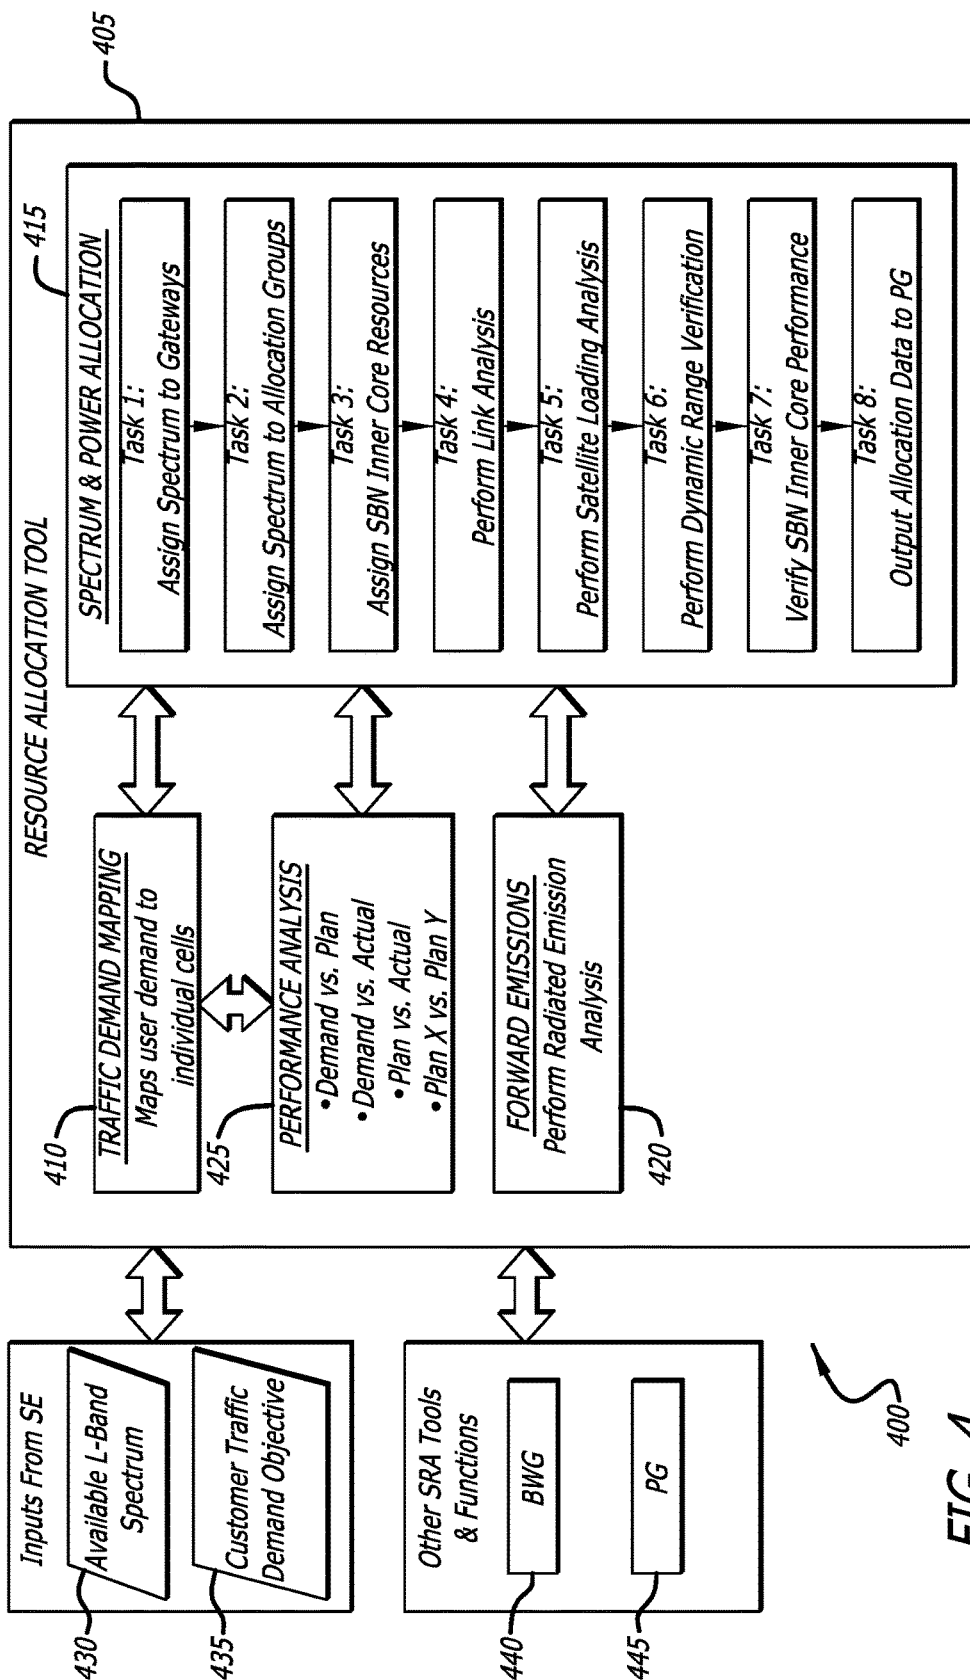 Inputs From SE
430
Available L-Band
Spectrum
435
Customer Traffic
Demand Objective
Other SRA Tools
& Functions
440
BWG
445
PG
400
RESOURCE ALLOCATION TOOL
405
410
TRAFFIC DEMAND MAPPING
Maps user demand to
individual cells
425
PERFORMANCE ANALYSIS
• Demand vs. Plan
• Demand vs. Actual
• Plan vs. Actual
• Plan X vs. Plan Y
FORWARD EMISSIONS
Perform Radiated Emission
Analysis
420
415
SPECTRUM & POWER ALLOCATION
Task 1:
Assign Spectrum to Gateways
Task 2:
Assign Spectrum to Allocation Groups
Task 3:
Assign SBN Inner Core Resources
Task 4:
Perform Link Analysis
Task 5:
Perform Satellite Loading Analysis
Task 6:
Perform Dynamic Range Verification
Task 7:
Verify SBN Inner Core Performance
Task 8:
Output Allocation Data to PG
FIG. 4